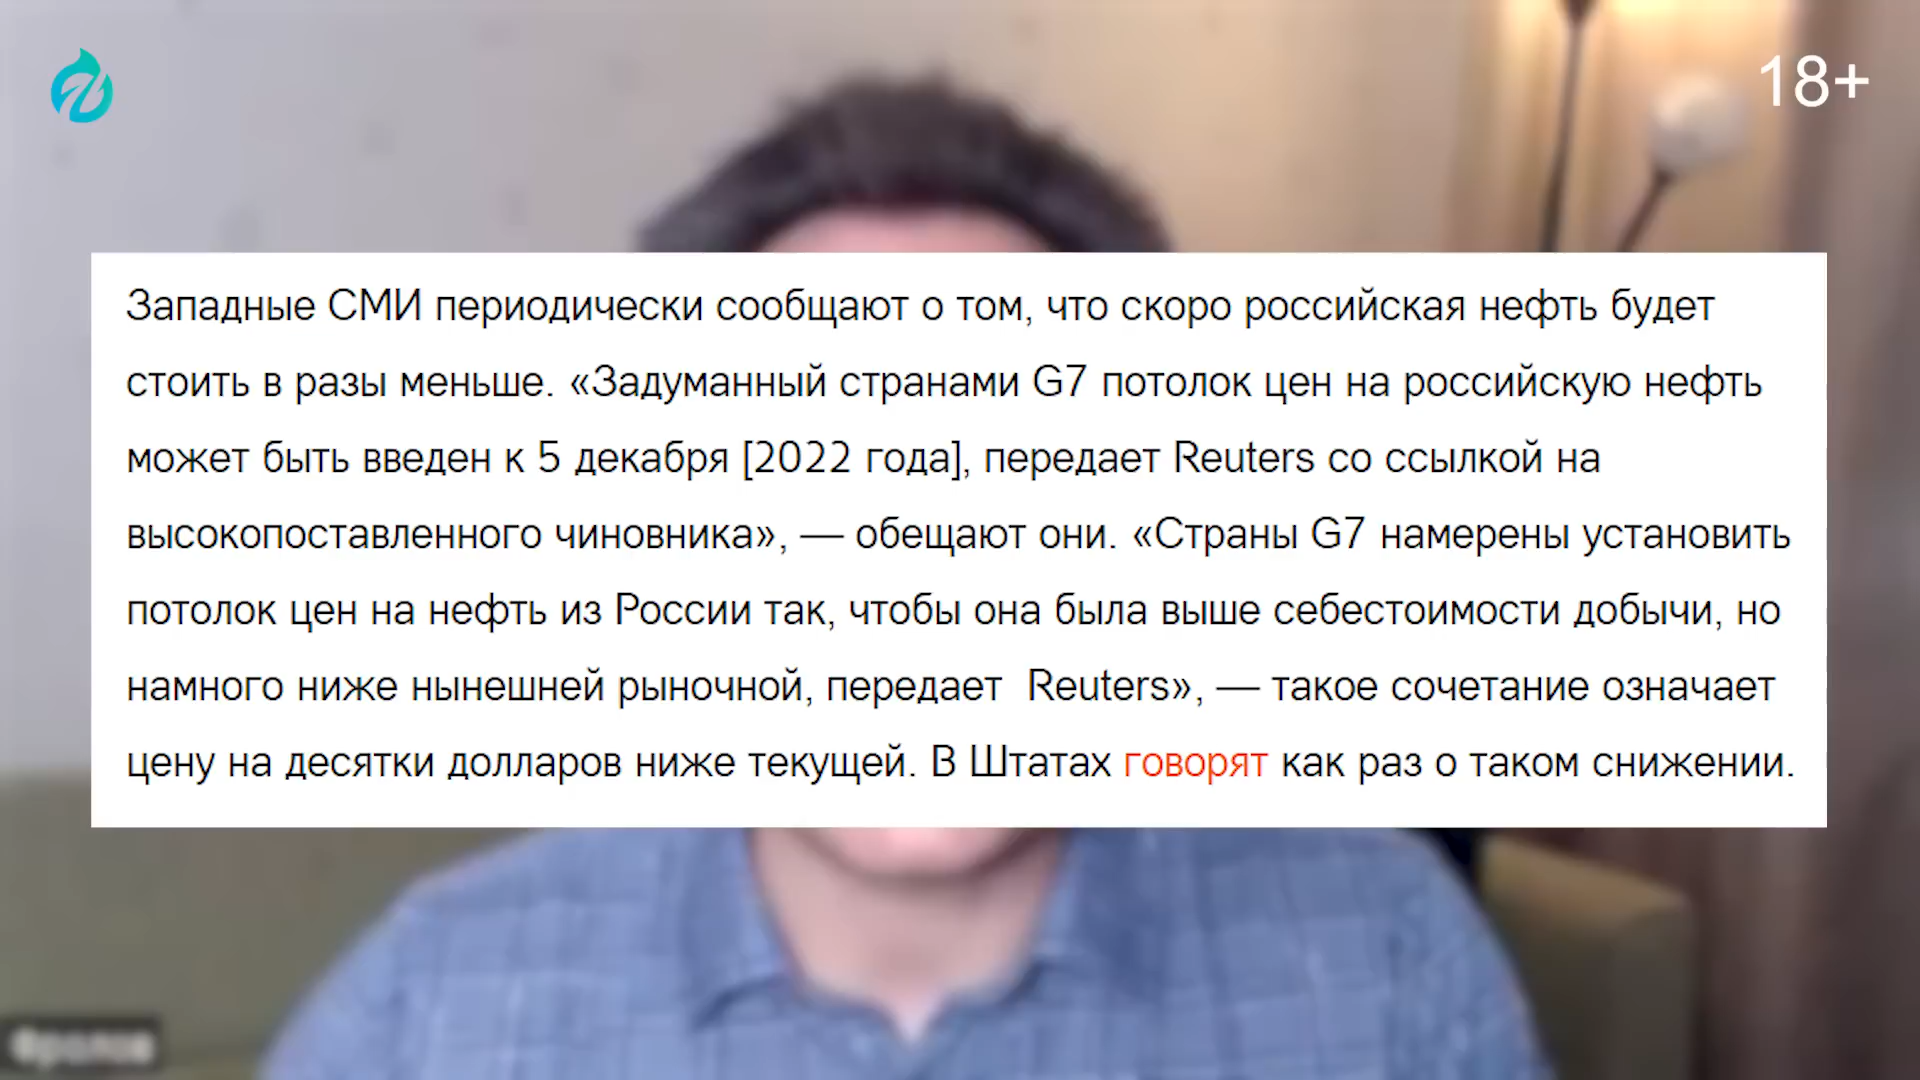 18+
Западные СМИ периодически сообщают о том, что скоро российская нефть будет
стоить в разы меньше. «Задуманный странами G7 потолок цен на российскую нефть
может быть введен к 5 декабря [2022 года], передает Reuters со ссылкой на
высокопоставленного чиновника», — обещают они. «Страны G7 намерены установить
потолок цен на нефть из России так, чтобы она была выше себестоимости добычи, но
намного ниже нынешней рыночной, передает Reuters», — такое сочетание означает
цену на десятки долларов ниже текущей. В Штатах говорят как раз о таком снижении.